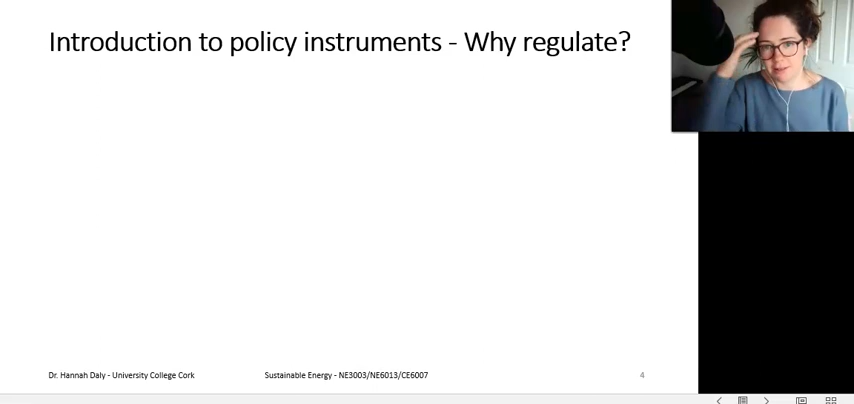 Introduction to policy instruments - Why regulate?
Dr. Hannah Daly - University College Cork
Sustainable Energy - NE3003/NE6013/CE6007
4